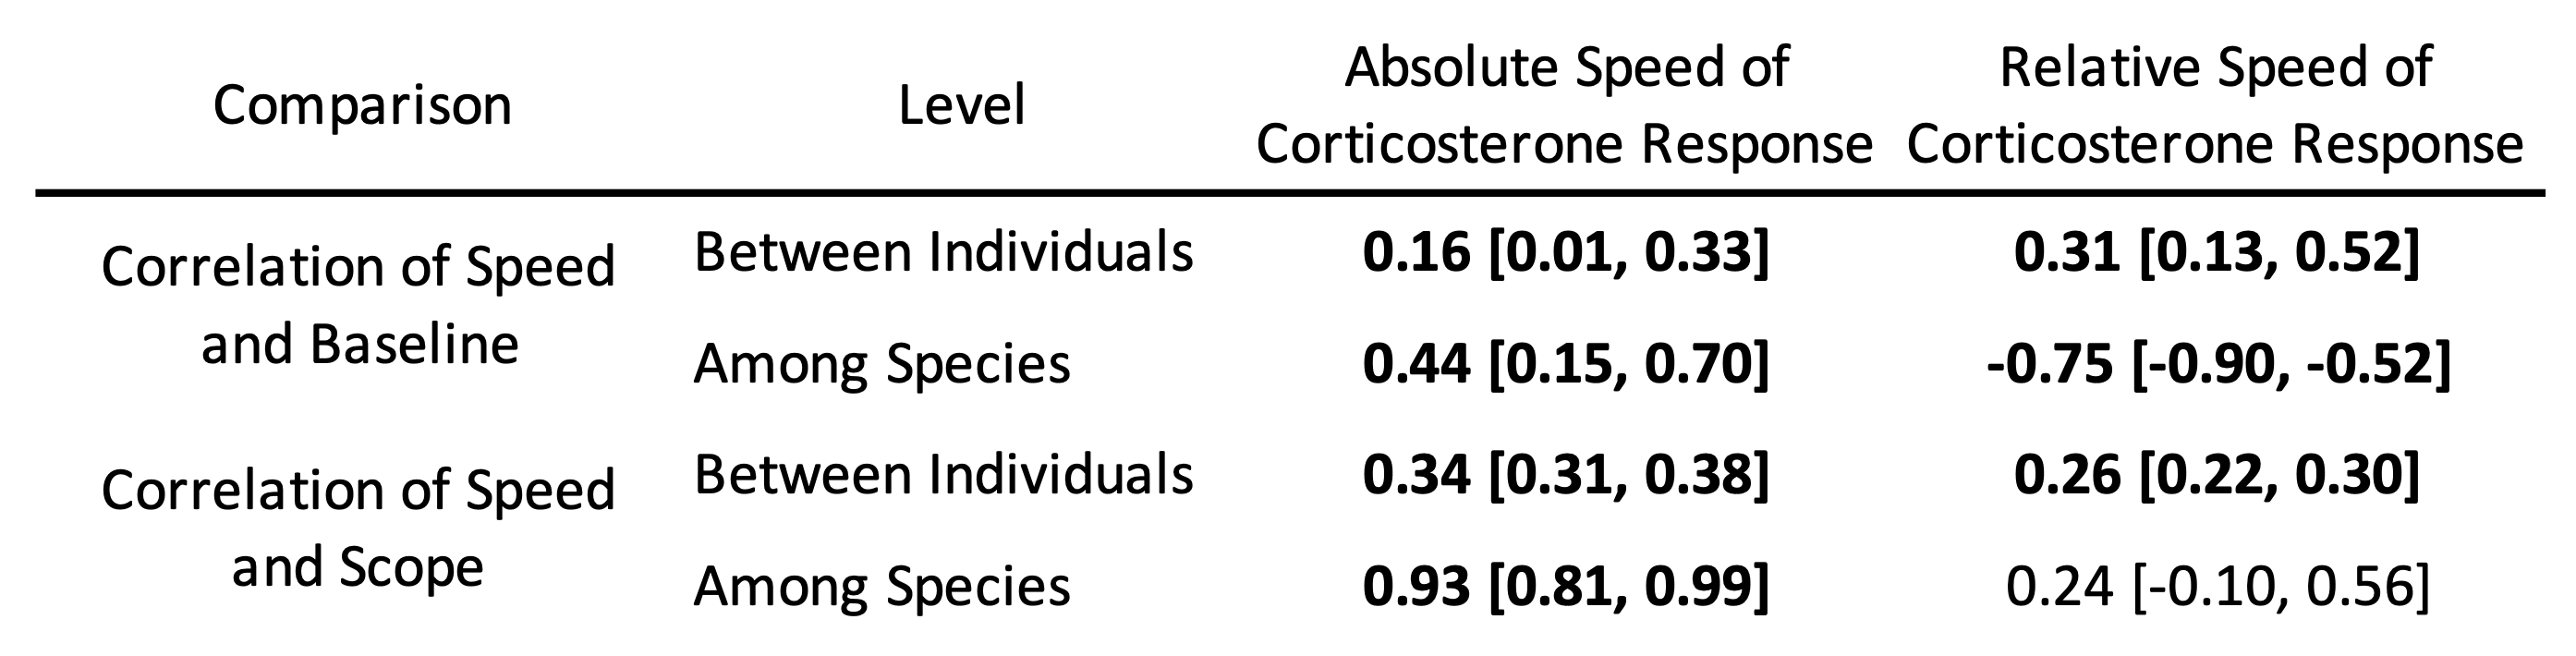 Comparison Level Absolute Speed of Corticosterone Response Relative Speed of Corticosterone Response
Correlation of Speed and Baseline
Between Individuals 0.16 [0.01, 0.33] 0.31 [0.13, 0.52]
Among Species 0.44 [0.15, 0.70] -0.75 [-0.90, -0.52]
Correlation of Speed and Scope
Between Individuals 0.34 [0.31, 0.38] 0.26 [0.22, 0.30]
Among Species 0.93 [0.81, 0.99] 0.24 [-0.10, 0.56]